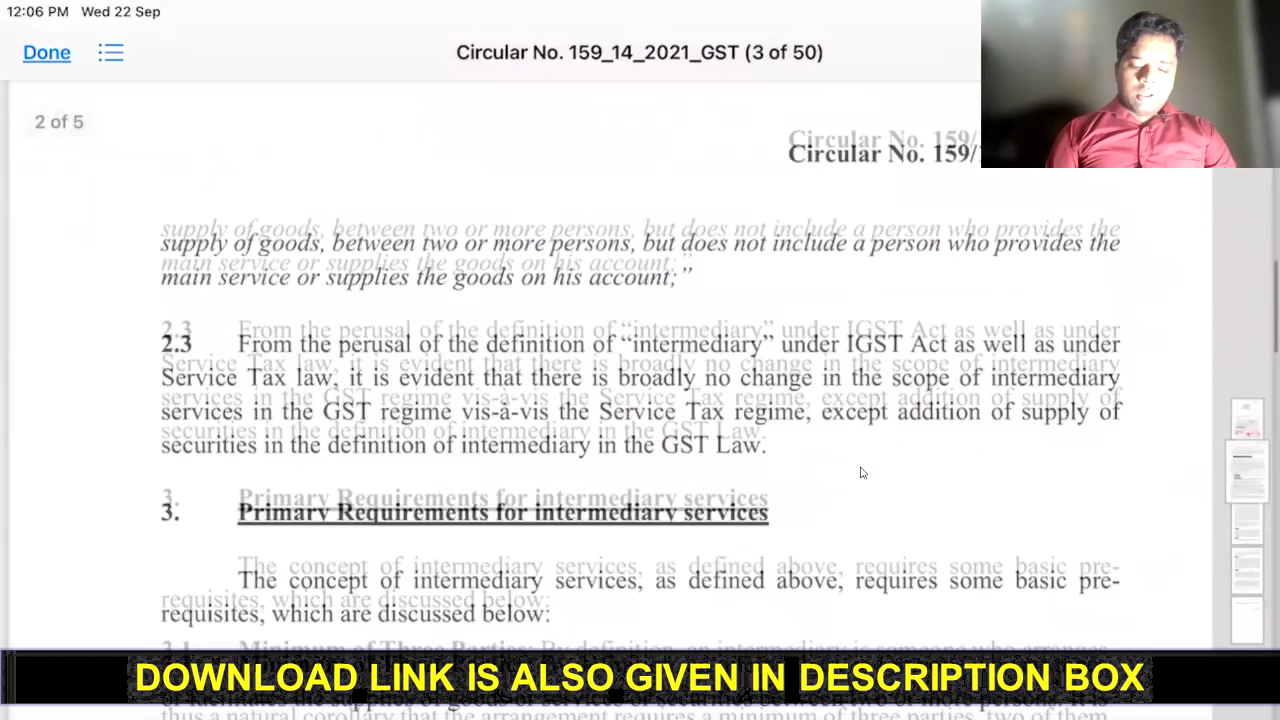 12:06 PM Wed 22 Sep
Done
Circular No. 159_14_2021_GST (3 of 50)
2 of 5
Circular No. 159/
supply of goods, between two or more persons, but does not include a person who provides the
main service or supplies the goods on his account;”
2.3 From the perusal of the definition of “intermediary” under IGST Act as well as under
Service Tax law, it is evident that there is broadly no change in the scope of intermediary
services in the GST regime vis-à-vis the Service Tax regime, except addition of supply of
securities in the definition of intermediary in the GST Law.
3. Primary Requirements for intermediary services
The concept of intermediary services, as defined above, requires some basic pre-
requisites, which are discussed below:
DOWNLOAD LINK IS ALSO GIVEN IN DESCRIPTION BOX